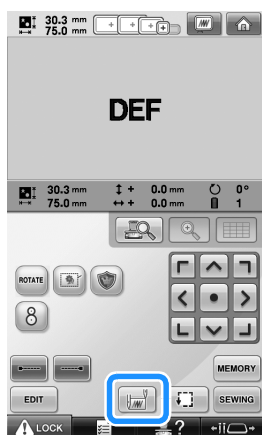 30.3 mm
75.0 mm
DEF
30.3 mm + 0.0 mm 0°
75.0 mm + 0.0 mm 1
ROTATE
8
MEMORY
EDIT
SEWING
LOCK ?